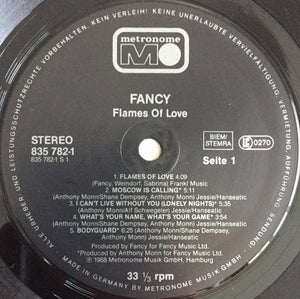 metronome
FANCY
Flames Of Love
STEREO
835 782-1
835 782-1 S 1
BIEM/
STEMRA
LC 0270
Seite 1
1. FLAMES OF LOVE 4:09
(Fancy, Weindorf, Sabrina) Frankl Music
2. MOSCOW IS CALLING* 5:11
(Anthony Monn/Shane Dempsey, Anthony Monn) Jessie/Hanseatic
3. I CAN'T LIVE WITHOUT YOU (LONELY NIGHTS)*
(Anthony Monn/Alf Schwegeler) Jessie/Hanseatic
4. WHAT'S YOUR NAME, WHAT'S YOUR GAME* 3:54
(Anthony Monn/Shane Dempsey, Anthony Monn) Jessie/Hanseatic
5. BODYGUARD* 6:25 (Anthony Monn/Shane Dempsey,
Anthony Monn) Jessie/Hanseatic
Produced by Fancy for Fancy Music Ltd.
*Produced by Anthony Monn for Fancy Music Ltd.
℗ 1988 Metronome Musik GmbH, Hamburg
33 ⅓ rpm
ALLE URHEBER UND LEISTUNGSSCHUTZRECHTE VORBEHALTEN. KEIN VERLEIH! KEINE UNERLAUBTE VERVIELFÄLTIGUNG, VERMIETUNG, AUFFÜHRUNG, SENDUNG!
MADE IN GERMANY BY METRONOME MUSIK GMBH